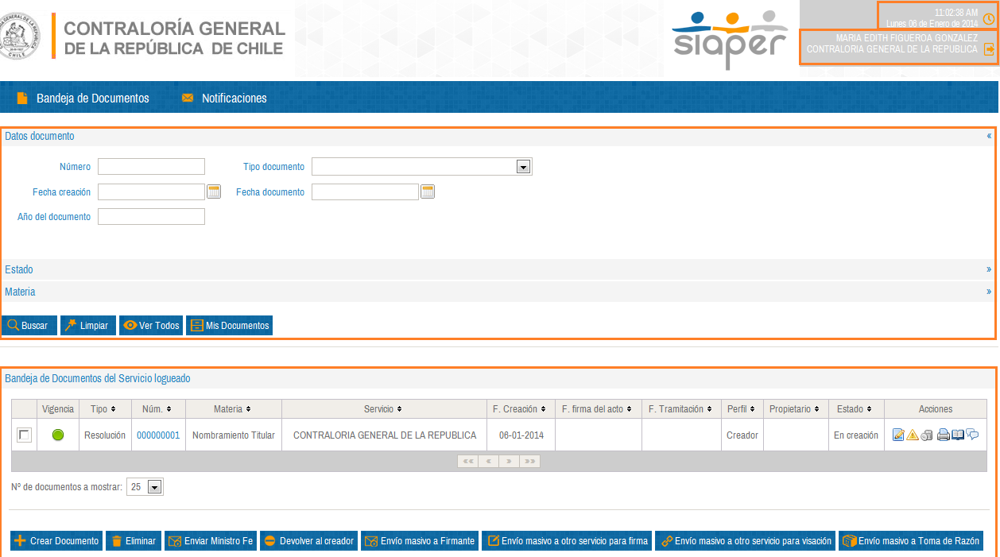 CONTRALORÍA GENERAL
DE LA REPÚBLICA DE CHILE
siaper
11:02:38 AM
Lunes 06 de Enero de 2014
MARIA EDITH FIGUEROA GONZALEZ
CONTRALORIA GENERAL DE LA REPUBLICA
Bandeja de Documentos Notificaciones
Datos documento «
Número Tipo documento
Fecha creación Fecha documento
Año del documento
Estado »
Materia »
Buscar Limpiar Ver Todos Mis Documentos
Bandeja de Documentos del Servicio logueado
Vigencia Tipo Núm. Materia Servicio F. Creación F. firma del acto F. Tramitación Perfil Propietario Estado Acciones
Resolución 000000001 Nombramiento Titular CONTRALORIA GENERAL DE LA REPUBLICA 06-01-2014 Creador En creación
«« « » »»
Nº de documentos a mostrar: 25
Crear Documento Eliminar Enviar Ministro Fe Devolver al creador Envío masivo a Firmante Envío masivo a otro servicio para firma Envío masivo a otro servicio para visación Envío masivo a Toma de Razón